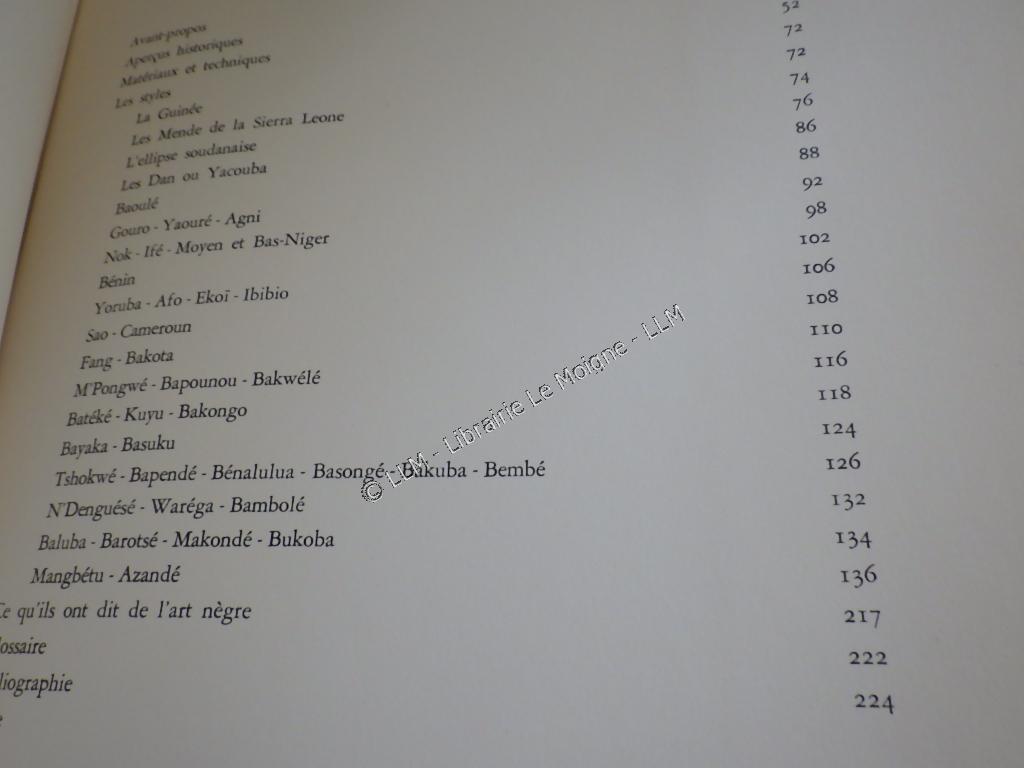 Avant-propos
Aperçus historiques
Matériaux et techniques 52
Les styles 72
La Guinée 72
Les Mende de la Sierra Leone 74
L'ellipse soudanaise 76
Les Dan ou Yacouba 86
Baoulé 88
Gouro - Yaouré - Agni 92
Nok - Ifé - Moyen et Bas-Niger 98
Bénin 102
Yoruba - Afo - Ekoï - Ibibio 106
Sao - Cameroun 108
Fang - Bakota 110
M'Pongwé - Bapounou - Bakwélé 116
Batéké - Kuyu - Bakongo 118
Bayaka - Basuku 124
Tshokwé - Bapendé - Bénalulua - Basongé - Bakuba - Bembé 126
N'Denguésé - Waréga - Bambolé 132
Baluba - Barotsé - Makondé - Bukoba 134
Mangbétu - Azandé 136
Ce qu'ils ont dit de l'art nègre 217
lossaire 222
liographie 224
© LLM - Librairie Le Moigne - LLM